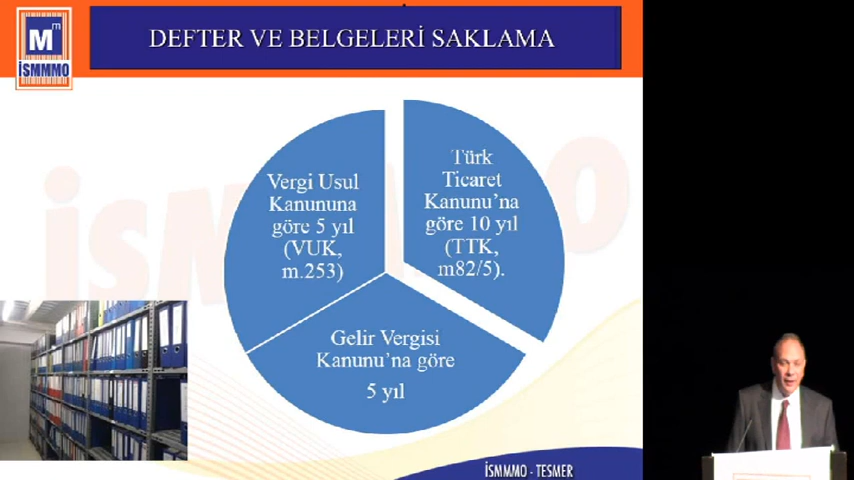 DEFTER VE BELGELERİ SAKLAMA
M m
İSMMMO
Vergi Usul
Kanununa
göre 5 yıl
(VUK,
m.253)
Türk
Ticaret
Kanunu’na
göre 10 yıl
(TTK,
m82/5).
Gelir Vergisi
Kanunu’na göre
5 yıl
İSMMMO
İSMMMO - TESMER